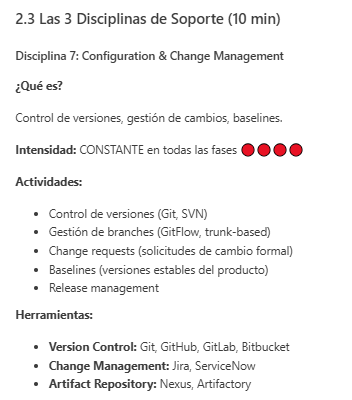 2.3 Las 3 Disciplinas de Soporte (10 min)
Disciplina 7: Configuration & Change Management
¿Qué es?
Control de versiones, gestión de cambios, baselines.
Intensidad: CONSTANTE en todas las fases 🔴🔴🔴🔴
Actividades:
• Control de versiones (Git, SVN)
• Gestión de branches (GitFlow, trunk-based)
• Change requests (solicitudes de cambio formal)
• Baselines (versiones estables del producto)
• Release management
Herramientas:
• Version Control: Git, GitHub, GitLab, Bitbucket
• Change Management: Jira, ServiceNow
• Artifact Repository: Nexus, Artifactory